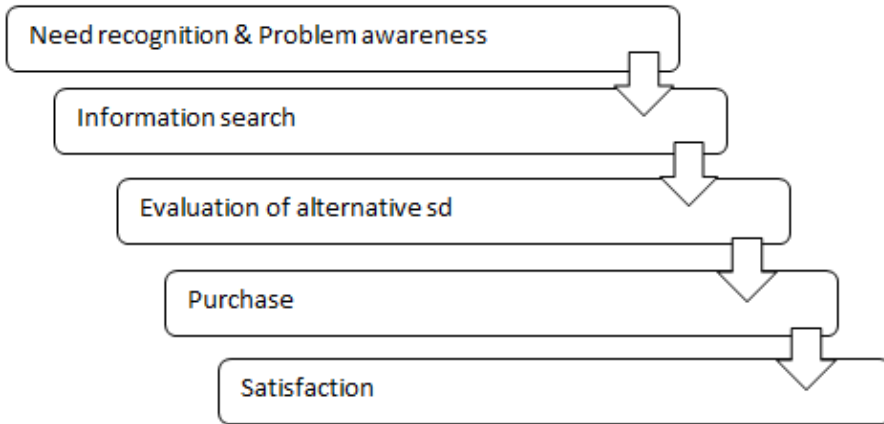 Need recognition & Problem awareness
Information search
Evaluation of alternative sd
Purchase
Satisfaction